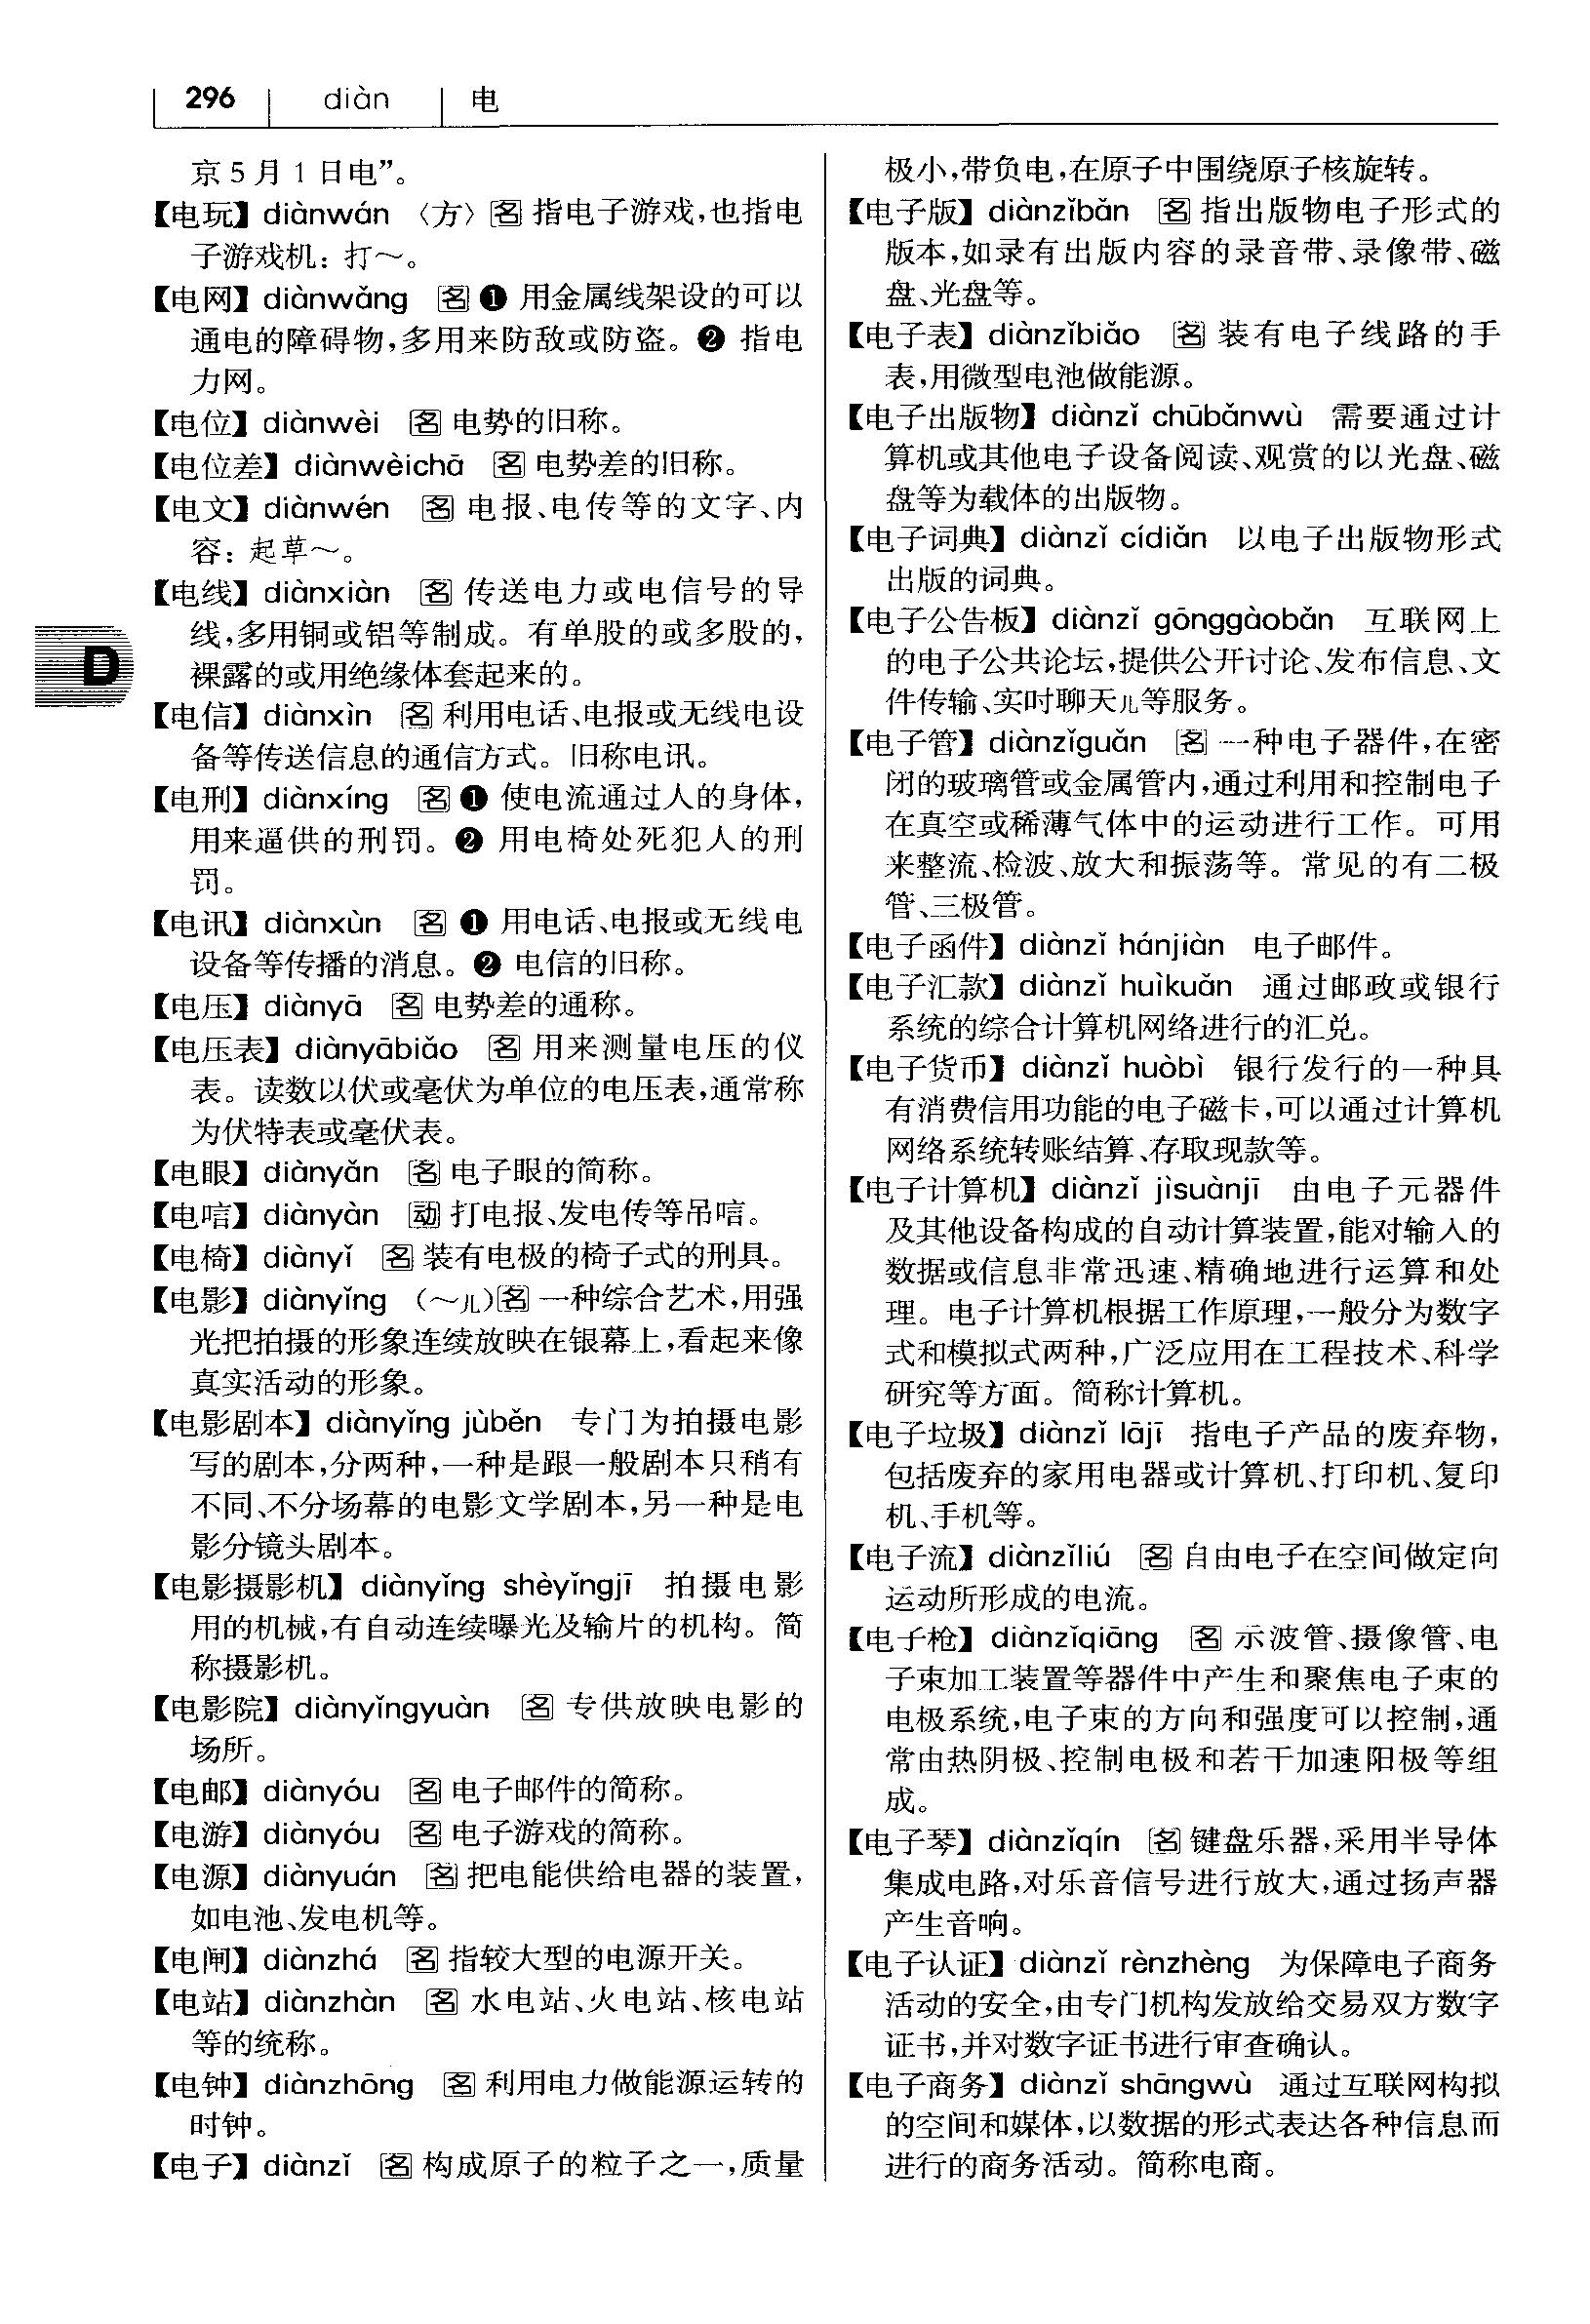 296 diàn 电
京5月1日电”。
【电玩】diànwán 〈方〉名 指电子游戏,也指电
子游戏机: 打～。
【电网】diànwǎng 名 ❶ 用金属线架设的可以
通电的障碍物,多用来防敌或防盗。❷ 指电
力网。
【电位】diànwèi 名 电势的旧称。
【电位差】diànwèichā 名 电势差的旧称。
【电文】diànwén 名 电报、电传等的文字、内
容: 起草～。
【电线】diànxiàn 名 传送电力或电信号的导
线,多用铜或铝等制成。有单股的或多股的,
裸露的或用绝缘体套起来的。
D
【电信】diànxìn 名 利用电话、电报或无线电设
备等传送信息的通信方式。旧称电讯。
【电刑】diànxíng 名 ❶ 使电流通过人的身体,
用来逼供的刑罚。❷ 用电椅处死犯人的刑
罚。
【电讯】diànxùn 名 ❶ 用电话、电报或无线电
设备等传播的消息。❷ 电信的旧称。
【电压】diànyā 名 电势差的通称。
【电压表】diànyābiǎo 名 用来测量电压的仪
表。读数以伏或毫伏为单位的电压表,通常称
为伏特表或毫伏表。
【电眼】diànyǎn 名 电子眼的简称。
【电唁】diànyàn 动 打电报、发电传等吊唁。
【电椅】diànyǐ 名 装有电极的椅子式的刑具。
【电影】diànyǐng (～儿)名 一种综合艺术,用强
光把拍摄的形象连续放映在银幕上,看起来像
真实活动的形象。
【电影剧本】diànyǐng jùběn 专门为拍摄电影
写的剧本,分两种,一种是跟一般剧本只稍有
不同、不分场幕的电影文学剧本,另一种是电
影分镜头剧本。
【电影摄影机】diànyǐng shèyǐngjī 拍摄电影
用的机械,有自动连续曝光及输片的机构。简
称摄影机。
【电影院】diànyǐngyuàn 名 专供放映电影的
场所。
【电邮】diànyóu 名 电子邮件的简称。
【电游】diànyóu 名 电子游戏的简称。
【电源】diànyuán 名 把电能供给电器的装置,
如电池、发电机等。
【电闸】diànzhá 名 指较大型的电源开关。
【电站】diànzhàn 名 水电站、火电站、核电站
等的统称。
【电钟】diànzhōng 名 利用电力做能源运转的
时钟。
【电子】diànzǐ 名 构成原子的粒子之一,质量
极小,带负电,在原子中围绕原子核旋转。
【电子版】diànzǐbǎn 名 指出版物电子形式的
版本,如录有出版内容的录音带、录像带、磁
盘、光盘等。
【电子表】diànzǐbiǎo 名 装有电子线路的手
表,用微型电池做能源。
【电子出版物】diànzǐ chūbǎnwù 需要通过计
算机或其他电子设备阅读、观赏的以光盘、磁
盘等为载体的出版物。
【电子词典】diànzǐ cídiǎn 以电子出版物形式
出版的词典。
【电子公告板】diànzǐ gōnggàobǎn 互联网上
的电子公共论坛,提供公开讨论、发布信息、文
件传输、实时聊天儿等服务。
【电子管】diànzǐguǎn 名 一种电子器件,在密
闭的玻璃管或金属管内,通过利用和控制电子
在真空或稀薄气体中的运动进行工作。可用
来整流、检波、放大和振荡等。常见的有二极
管、三极管。
【电子函件】diànzǐ hánjiàn 电子邮件。
【电子汇款】diànzǐ huìkuǎn 通过邮政或银行
系统的综合计算机网络进行的汇兑。
【电子货币】diànzǐ huòbì 银行发行的一种具
有消费信用功能的电子磁卡,可以通过计算机
网络系统转账结算、存取现款等。
【电子计算机】diànzǐ jìsuànjī 由电子元器件
及其他设备构成的自动计算装置,能对输入的
数据或信息非常迅速、精确地进行运算和处
理。电子计算机根据工作原理,一般分为数字
式和模拟式两种,广泛应用在工程技术、科学
研究等方面。简称计算机。
【电子垃圾】diànzǐ lājī 指电子产品的废弃物,
包括废弃的家用电器或计算机、打印机、复印
机、手机等。
【电子流】diànzǐliú 名 自由电子在空间做定向
运动所形成的电流。
【电子枪】diànzǐqiāng 名 示波管、摄像管、电
子束加工装置等器件中产生和聚焦电子束的
电极系统,电子束的方向和强度可以控制,通
常由热阴极、控制电极和若干加速阳极等组
成。
【电子琴】diànzǐqín 名 键盘乐器,采用半导体
集成电路,对乐音信号进行放大,通过扬声器
产生音响。
【电子认证】diànzǐ rènzhèng 为保障电子商务
活动的安全,由专门机构发放给交易双方数字
证书,并对数字证书进行审查确认。
【电子商务】diànzǐ shāngwù 通过互联网构拟
的空间和媒体,以数据的形式表达各种信息而
进行的商务活动。简称电商。